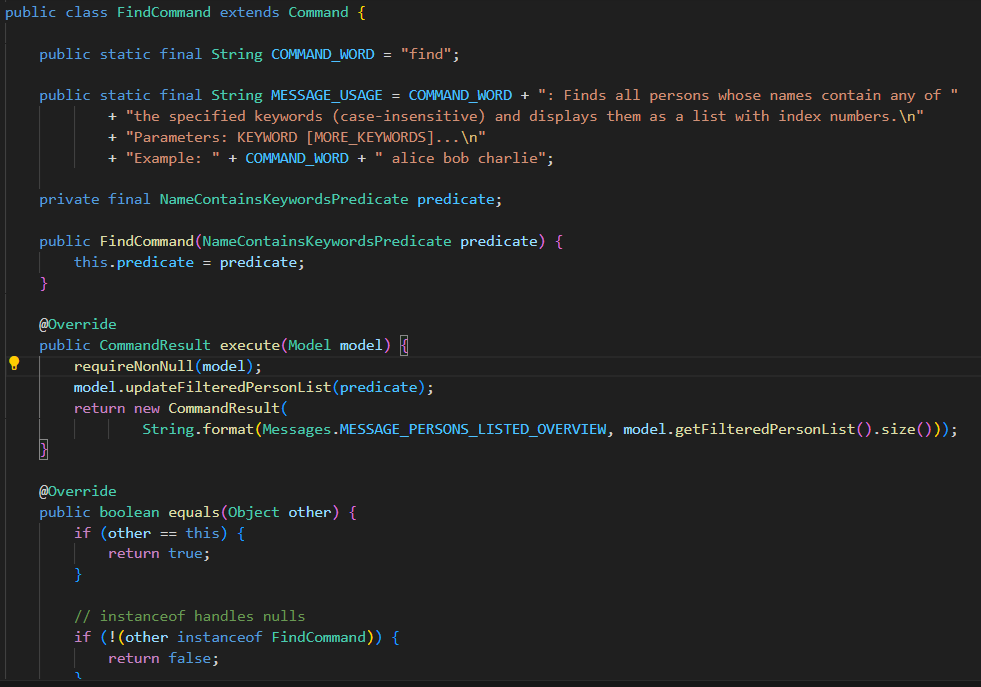 public class FindCommand extends Command {
public static final String COMMAND_WORD = "find";
public static final String MESSAGE_USAGE = COMMAND_WORD + ": Finds all persons whose names contain any of "
+ "the specified keywords (case-insensitive) and displays them as a list with index numbers.\n"
+ "Parameters: KEYWORD [MORE_KEYWORDS]...\n"
+ "Example: " + COMMAND_WORD + " alice bob charlie";
private final NameContainsKeywordsPredicate predicate;
public FindCommand(NameContainsKeywordsPredicate predicate) {
this.predicate = predicate;
}
@Override
public CommandResult execute(Model model) {
requireNonNull(model);
model.updateFilteredPersonList(predicate);
return new CommandResult(
String.format(Messages.MESSAGE_PERSONS_LISTED_OVERVIEW, model.getFilteredPersonList().size()));
}
@Override
public boolean equals(Object other) {
if (other == this) {
return true;
}
// instanceof handles nulls
if (!(other instanceof FindCommand)) {
return false;
}